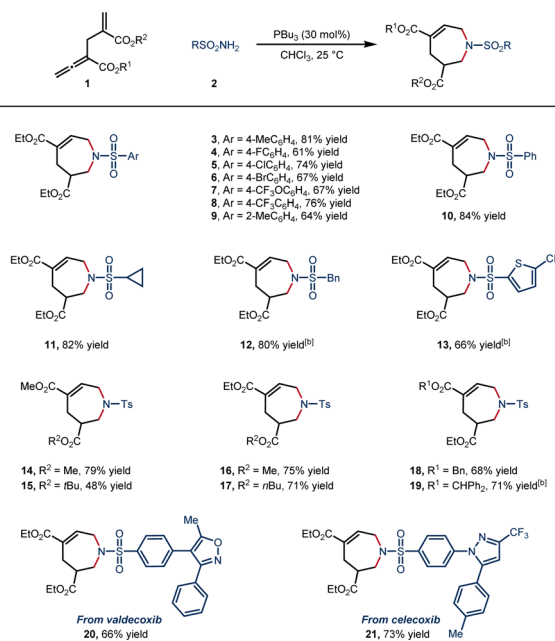 CO₂R²
CO₂R¹
1
RSO₂NH₂
2
PBu₃ (30 mol%)
CHCl₃, 25 °C
R¹O₂C
N SO₂R
R²O₂C
EtO₂C
N S Ar
O
O
EtO₂C
3, Ar = 4-MeC₆H₄, 81% yield
4, Ar = 4-FC₆H₄, 61% yield
5, Ar = 4-ClC₆H₄, 74% yield
6, Ar = 4-BrC₆H₄, 67% yield
7, Ar = 4-CF₃OC₆H₄, 67% yield
8, Ar = 4-CF₃C₆H₄, 76% yield
9, Ar = 2-MeC₆H₄, 64% yield
EtO₂C
N S Ph
O
O
EtO₂C
10, 84% yield
EtO₂C
N S
O
O
EtO₂C
11, 82% yield
EtO₂C
N S Bn
O
O
EtO₂C
12, 80% yield[b]
EtO₂C
N S
O
O
S
EtO₂C
13, 66% yield[b]
MeO₂C
N Ts
R²O₂C
14, R² = Me, 79% yield
15, R² = tBu, 48% yield
EtO₂C
N Ts
R²O₂C
16, R² = Me, 75% yield
17, R² = nBu, 71% yield
R¹O₂C
N Ts
EtO₂C
18, R¹ = Bn, 68% yield
19, R¹ = CHPh₂, 71% yield[b]
EtO₂C
N S
O
O
Me
O
N
EtO₂C
From valdecoxib
20, 66% yield
EtO₂C
N S
O
O
N
N
CF₃
EtO₂C
Me
From celecoxib
21, 73% yield